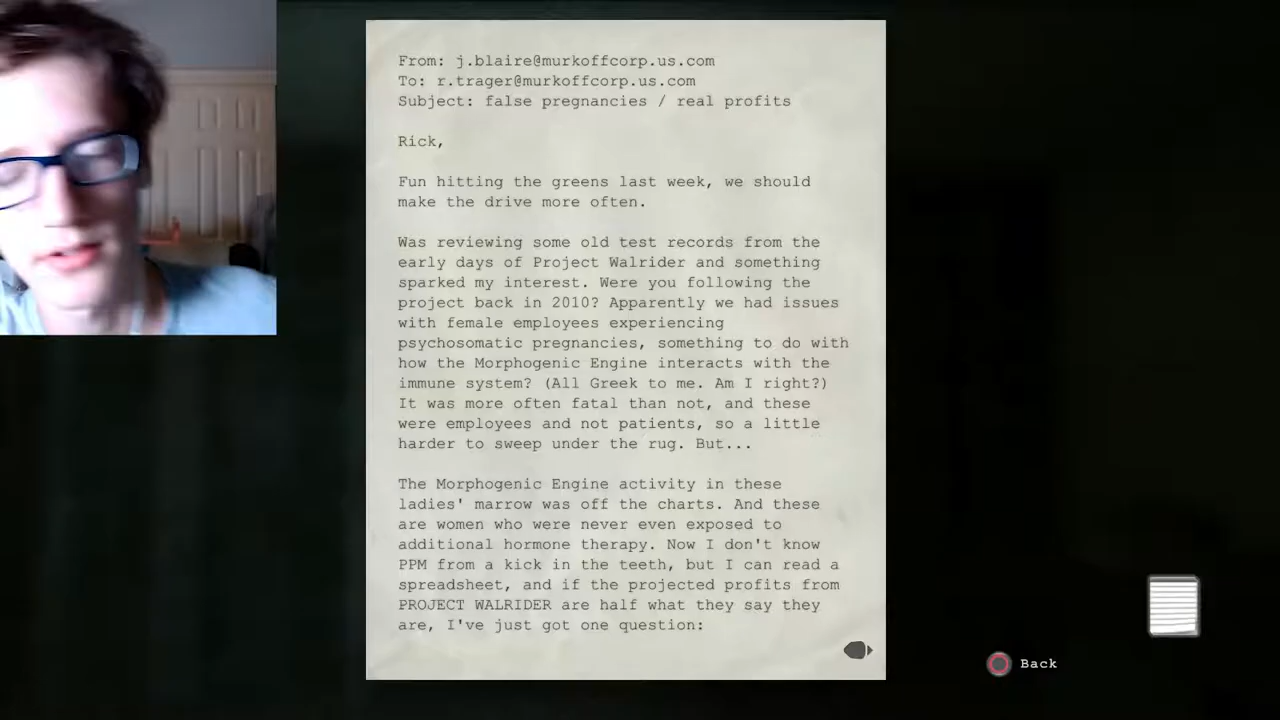 From: j.blaire@murkoffcorp.us.com
To: r.trager@murkoffcorp.us.com
Subject: false pregnancies / real profits
Rick,
Fun hitting the greens last week, we should
make the drive more often.
Was reviewing some old test records from the
early days of Project Walrider and something
sparked my interest. Were you following the
project back in 2010? Apparently we had issues
with female employees experiencing
psychosomatic pregnancies, something to do with
how the Morphogenic Engine interacts with the
immune system? (All Greek to me. Am I right?)
It was more often fatal than not, and these
were employees and not patients, so a little
harder to sweep under the rug. But...
The Morphogenic Engine activity in these
ladies' marrow was off the charts. And these
are women who were never even exposed to
additional hormone therapy. Now I don't know
PPM from a kick in the teeth, but I can read a
spreadsheet, and if the projected profits from
PROJECT WALRIDER are half what they say they
are, I've just got one question:
Back